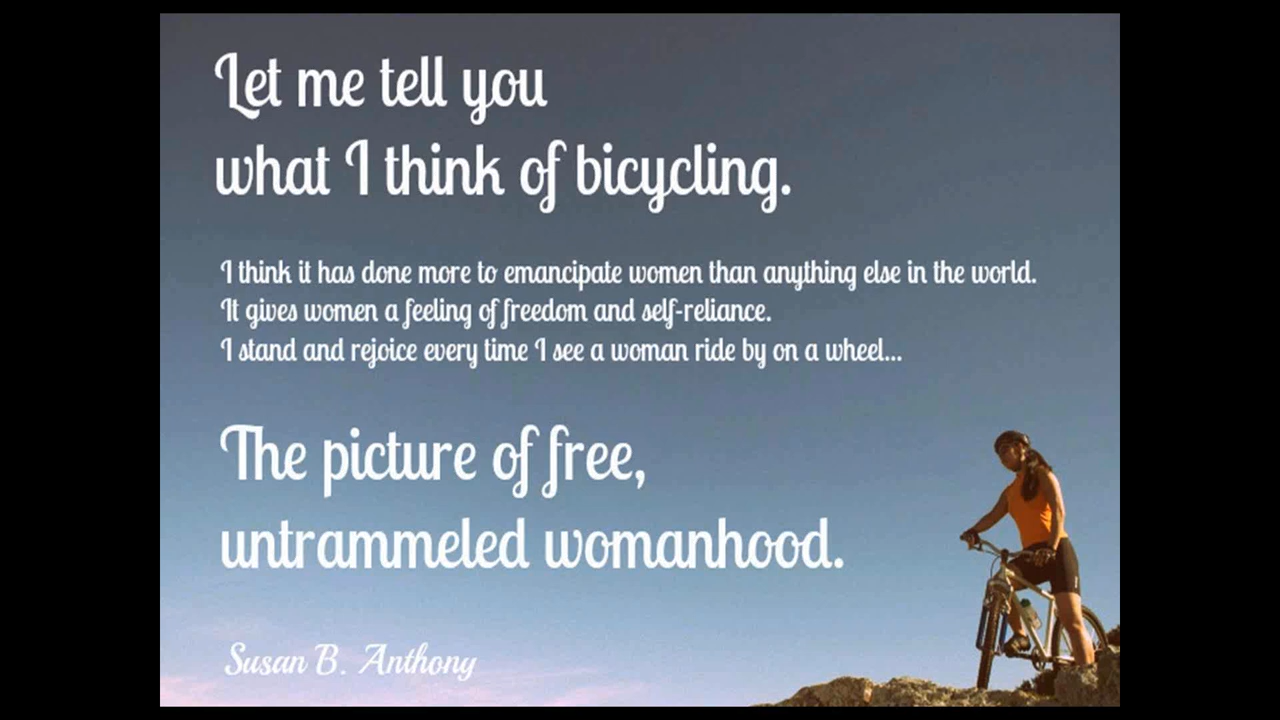 Let me tell you
what I think of bicycling.
I think it has done more to emancipate women than anything else in the world.
It gives women a feeling of freedom and self-reliance.
I stand and rejoice every time I see a woman ride by on a wheel...
The picture of free,
untrammeled womanhood.
Susan B. Anthony